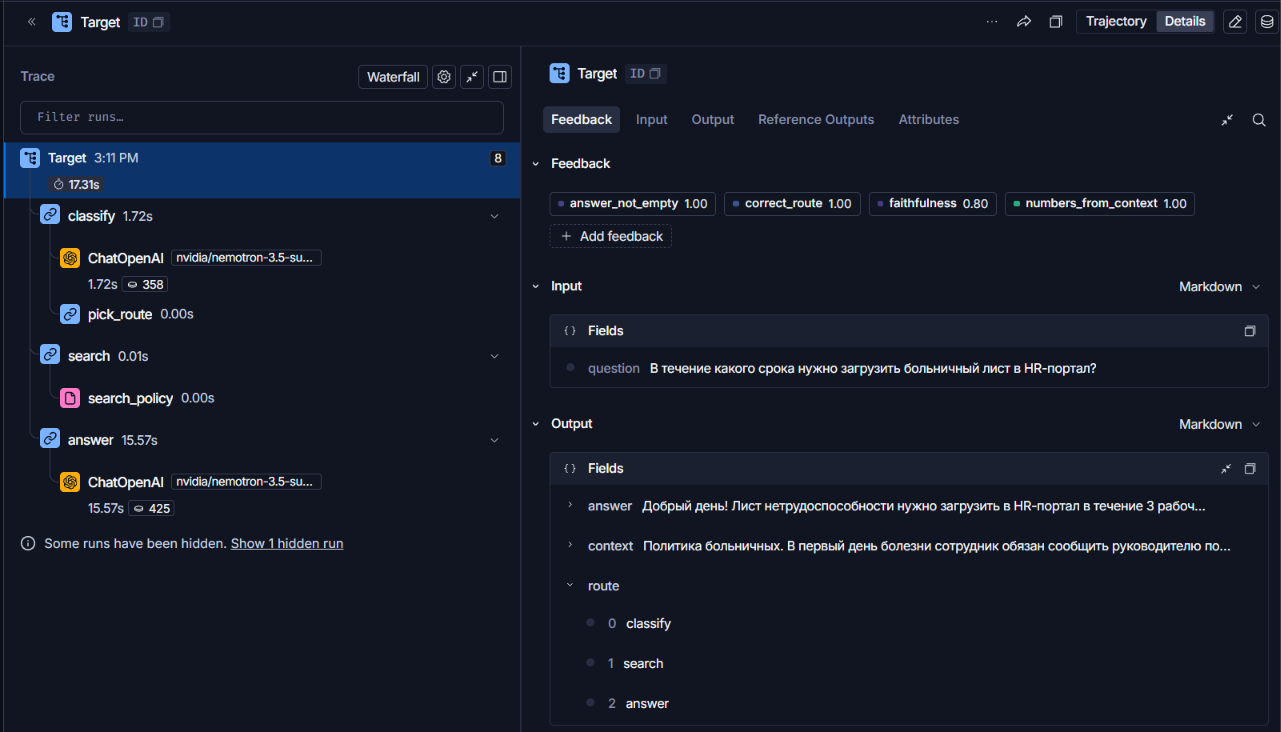 Target ID
Trajectory Details
Trace
Waterfall
Filter runs…
Target 3:11 PM 8
17.31s
classify 1.72s
ChatOpenAI nvidia/nemotron-3.5-su...
1.72s 358
pick_route 0.00s
search 0.01s
search_policy 0.00s
answer 15.57s
ChatOpenAI nvidia/nemotron-3.5-su...
15.57s 425
Some runs have been hidden. Show 1 hidden run
Target ID
Feedback Input Output Reference Outputs Attributes
Feedback
answer_not_empty 1.00 correct_route 1.00 faithfulness 0.80 numbers_from_context 1.00
+ Add feedback
Input Markdown
{} Fields
question В течение какого срока нужно загрузить больничный лист в HR-портал?
Output Markdown
{} Fields
answer Добрый день! Лист нетрудоспособности нужно загрузить в HR-портал в течение 3 рабоч...
context Политика больничных. В первый день болезни сотрудник обязан сообщить руководителю по...
route
0 classify
1 search
2 answer